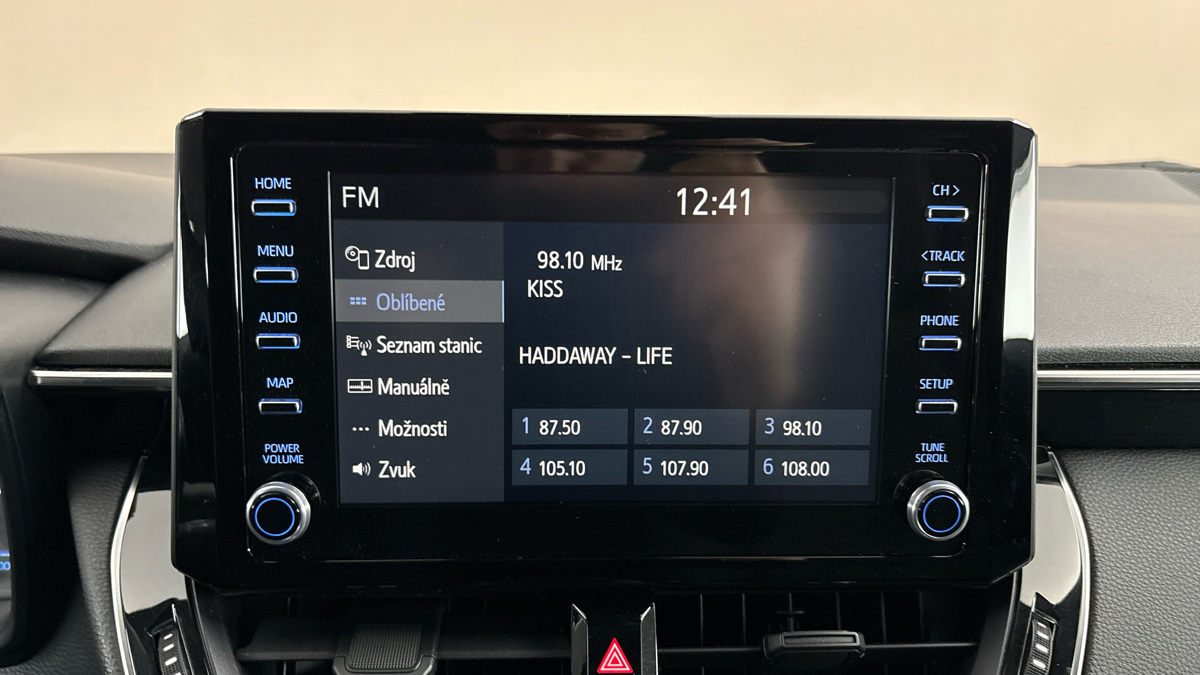 HOME
MENU
AUDIO
MAP
POWER
VOLUME
FM
12:41
Zdroj
Oblíbené
Seznam stanic
Manuálně
Možnosti
Zvuk
98.10 MHz
KISS
HADDAWAY - LIFE
1 87.50
2 87.90
3 98.10
4 105.10
5 107.90
6 108.00
CH >
< TRACK
PHONE
SETUP
TUNE
SCROLL